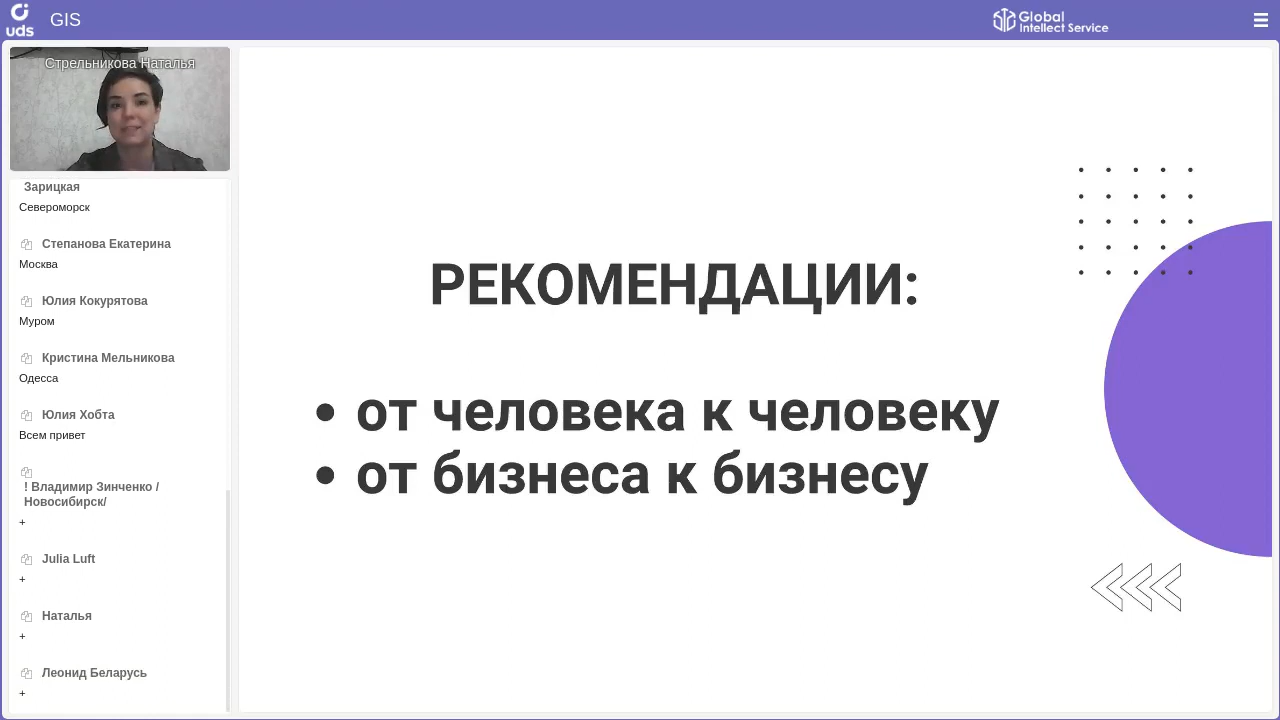 uds
GIS
Global
Intellect Service
Стрельникова Наталья
Зарицкая
Североморск
Степанова Екатерина
Москва
Юлия Кокурятова
Муром
Кристина Мельникова
Одесса
Юлия Хобта
Всем привет
! Владимир Зинченко /
Новосибирск/
+
Julia Luft
+
Наталья
+
Леонид Беларусь
+
РЕКОМЕНДАЦИИ:
• от человека к человеку
• от бизнеса к бизнесу